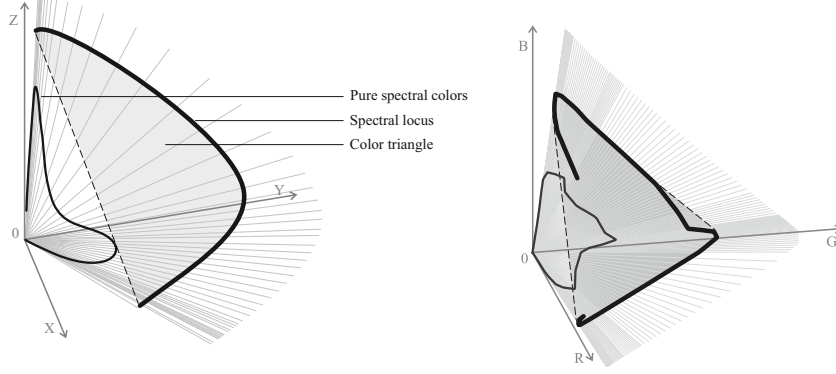 Z
Pure spectral colors
Spectral locus
Color triangle
Y
0
X
B
G
0
R